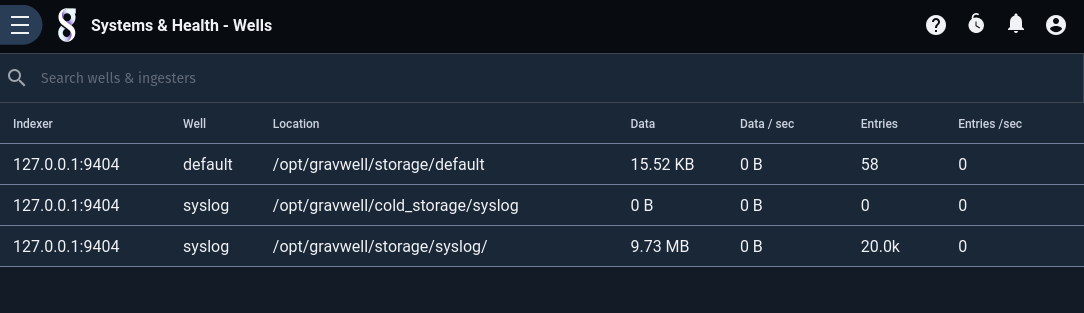 Systems & Health - Wells
Search wells & ingesters
Indexer Well Location Data Data / sec Entries Entries /sec
127.0.0.1:9404 default /opt/gravwell/storage/default 15.52 KB 0 B 58 0
127.0.0.1:9404 syslog /opt/gravwell/cold_storage/syslog 0 B 0 B 0 0
127.0.0.1:9404 syslog /opt/gravwell/storage/syslog/ 9.73 MB 0 B 20.0k 0